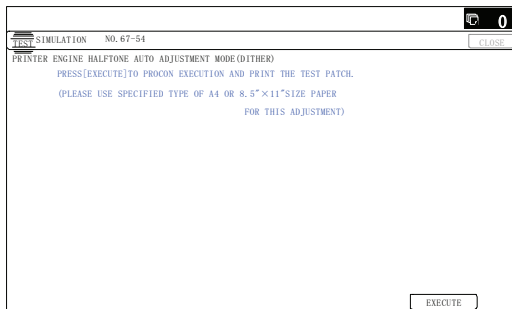 0
TEST SIMULATION NO.67-54
CLOSE
PRINTER ENGINE HALFTONE AUTO ADJUSTMENT MODE(DITHER)
PRESS[EXECUTE]TO PROCON EXECUTION AND PRINT THE TEST PATCH.
(PLEASE USE SPECIFIED TYPE OF A4 OR 8.5″×11″SIZE PAPER
FOR THIS ADJUSTMENT)
EXECUTE